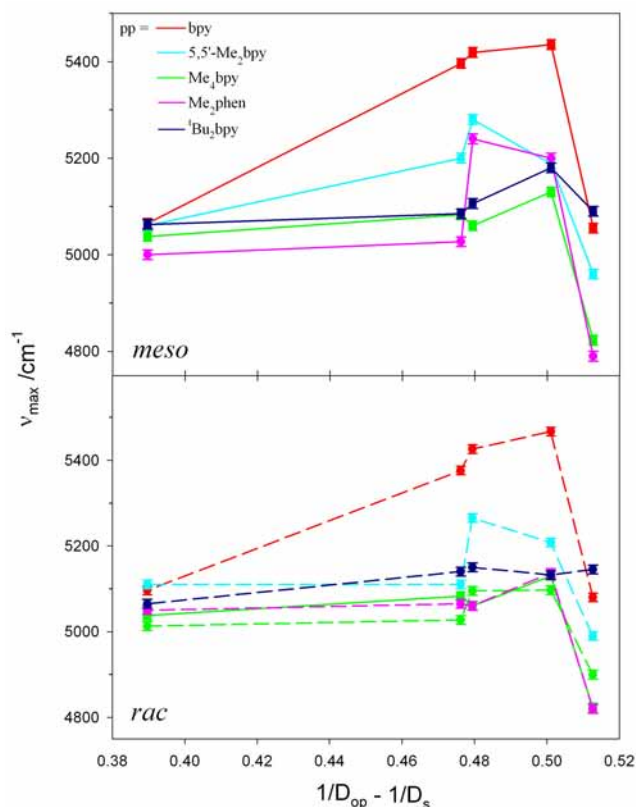 pp = bpy
5,5'-Me₂bpy
Me₄bpy
Me₂phen
ᵗBu₂bpy
5400
5200
5000
4800
meso
νmax /cm⁻¹
5400
5200
5000
4800
rac
0.38 0.40 0.42 0.44 0.46 0.48 0.50 0.52
1/Dop - 1/Ds